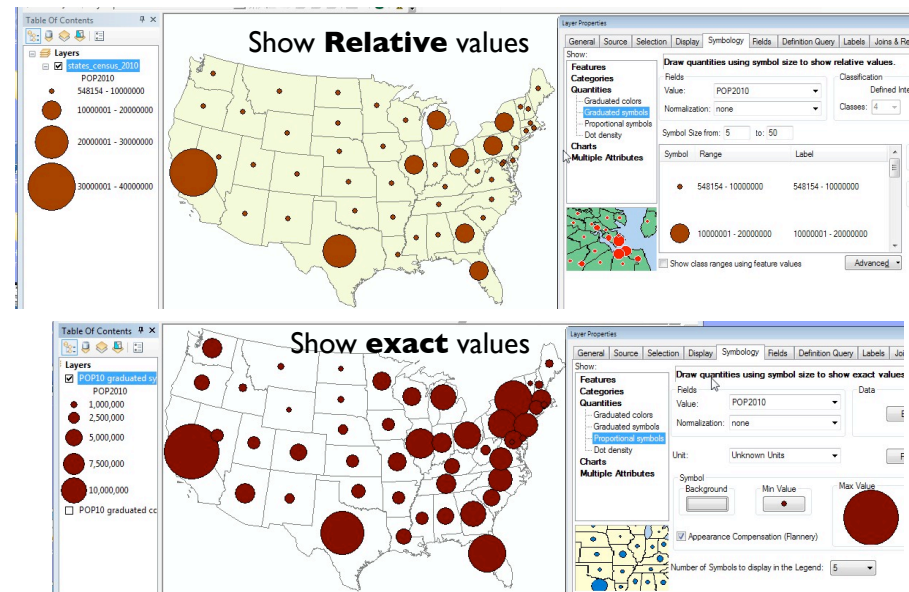 Table Of Contents
Layers
states_census_2010
POP2010
548154 - 10000000
10000001 - 20000000
20000001 - 30000000
30000001 - 40000000
Show Relative values
Layer Properties
General Source Selection Display Symbology Fields Definition Query Labels Joins & Re
Show:
Features
Categories
Quantities
Graduated colors
Graduated symbols
Proportional symbols
Dot density
Charts
Multiple Attributes
Draw quantities using symbol size to show relative values.
Fields
Value: POP2010
Normalization: none
Classification
Defined Inte
Classes: 4
Symbol Size from: 5 to: 50
Symbol Range Label
548154 - 10000000 548154 - 10000000
10000001 - 20000000 10000001 - 20000000
Show class ranges using feature values
Advanced
Table Of Contents
Layers
POP10 graduated sy
POP2010
1,000,000
2,500,000
5,000,000
7,500,000
10,000,000
POP10 graduated cc
Show exact values
Layer Properties
General Source Selection Display Symbology Fields Definition Query Labels Joi
Show:
Features
Categories
Quantities
Graduated colors
Graduated symbols
Proportional symbols
Dot density
Charts
Multiple Attributes
Draw quantities using symbol size to show exact values
Fields
Value: POP2010
Normalization: none
Data
Unit: Unknown Units
Symbol
Background
Min Value
Max Value
Appearance Compensation (Flannery)
Number of Symbols to display in the Legend: 5